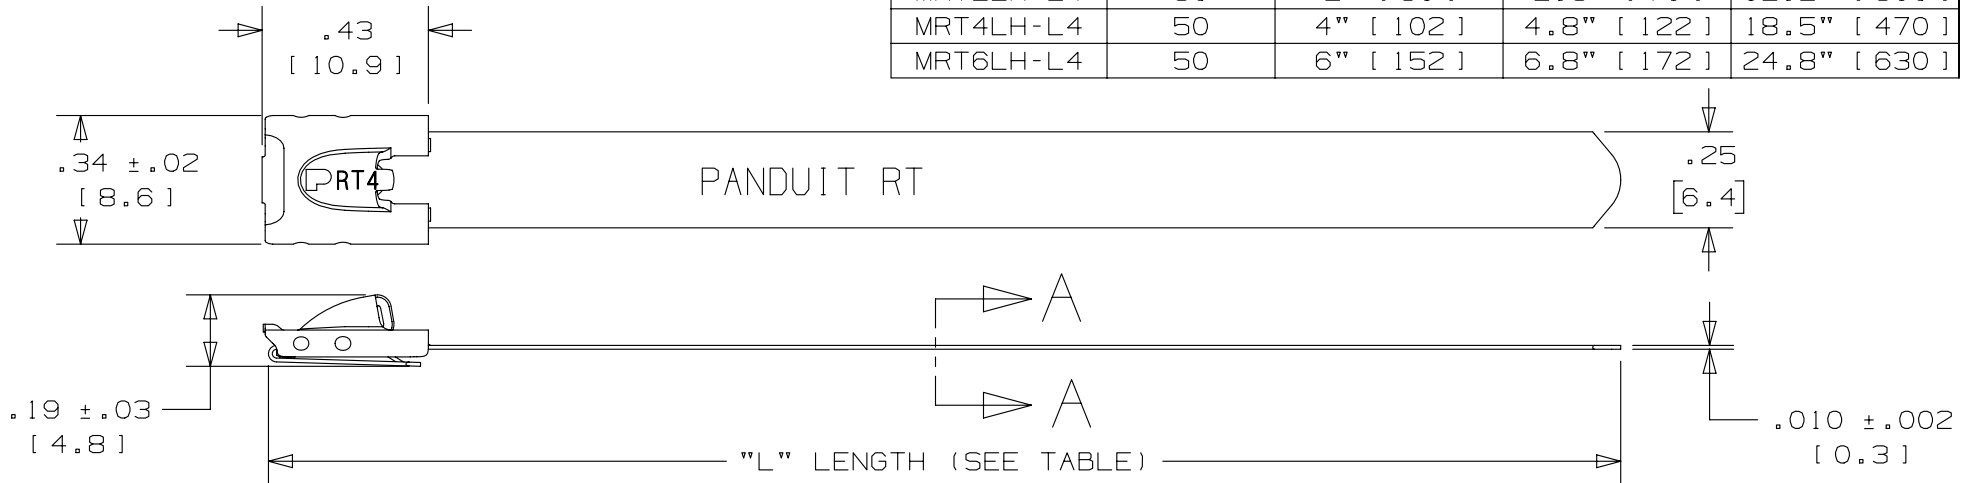 MRT4LH-L4 50 4" [ 102 ] 4.8" [ 122 ] 18.5" [ 470 ]
MRT6LH-L4 50 6" [ 152 ] 6.8" [ 172 ] 24.8" [ 630 ]
.43
[ 10.9 ]
.34 ±.02
[ 8.6 ]
PRT4
PANDUIT RT
.25
[6.4]
A
A
.19 ±.03
[ 4.8 ]
.010 ±.002
[ 0.3 ]
"L" LENGTH (SEE TABLE)